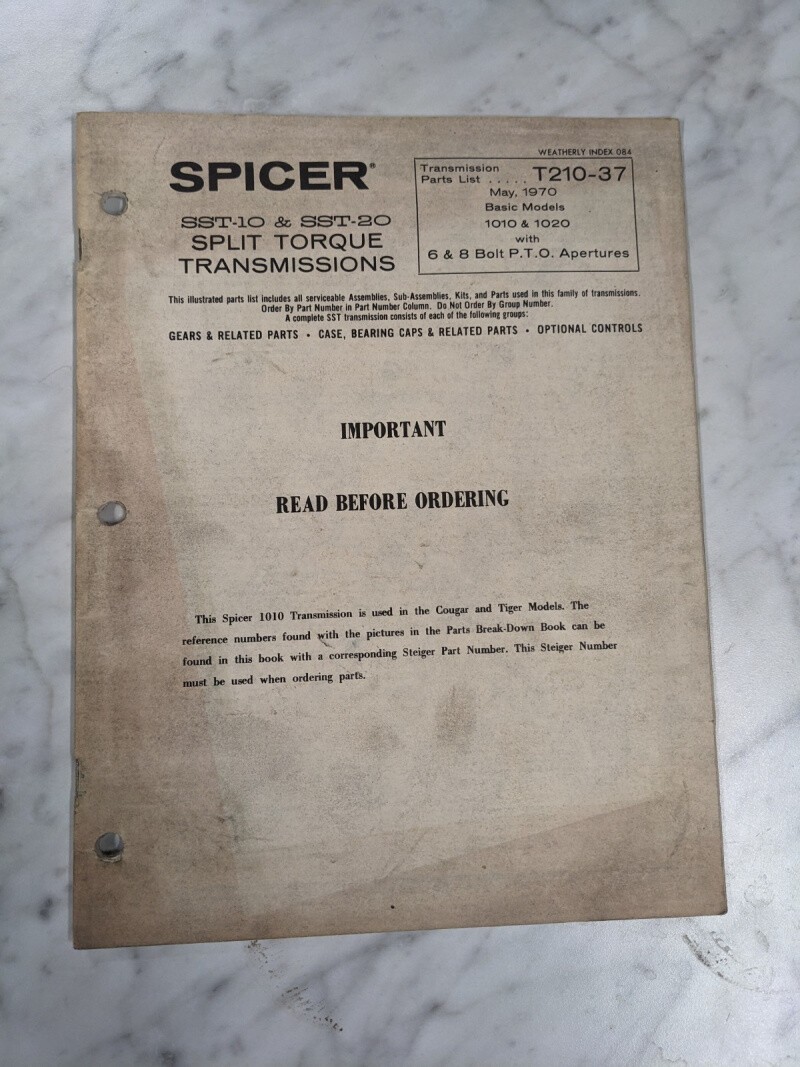 WEATHERLY INDEX 084
SPICER®
SST-10 & SST-20
SPLIT TORQUE
TRANSMISSIONS
Transmission
Parts List . . . . . T210-37
May, 1970
Basic Models
1010 & 1020
with
6 & 8 Bolt P.T.O. Apertures
This illustrated parts list includes all serviceable Assemblies, Sub-Assemblies, Kits, and Parts used in this family of transmissions.
Order By Part Number in Part Number Column. Do Not Order By Group Number.
A complete SST transmission consists of each of the following groups:
GEARS & RELATED PARTS • CASE, BEARING CAPS & RELATED PARTS • OPTIONAL CONTROLS
IMPORTANT
READ BEFORE ORDERING
This Spicer 1010 Transmission is used in the Cougar and Tiger Models. The
reference numbers found with the pictures in the Parts Break-Down Book can be
found in this book with a corresponding Steiger Part Number. This Steiger Number
must be used when ordering parts.